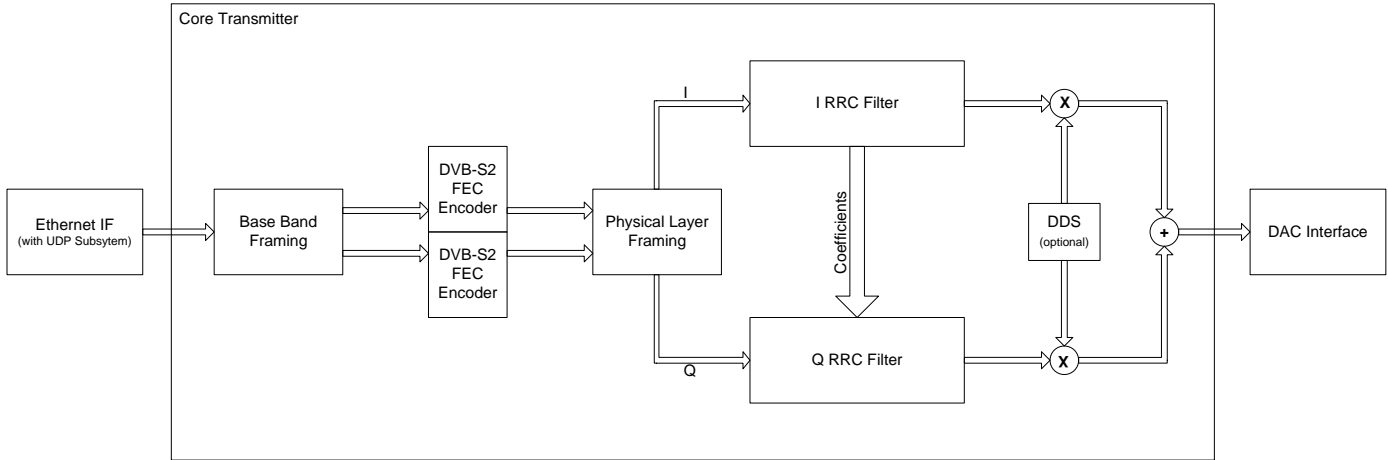 Core Transmitter
Ethernet IF
(with UDP Subsytem)
Base Band
Framing
DVB-S2
FEC
Encoder
DVB-S2
FEC
Encoder
Physical Layer
Framing
I
Q
I RRC Filter
Coefficients
Q RRC Filter
X
DDS
(optional)
X
+
DAC Interface